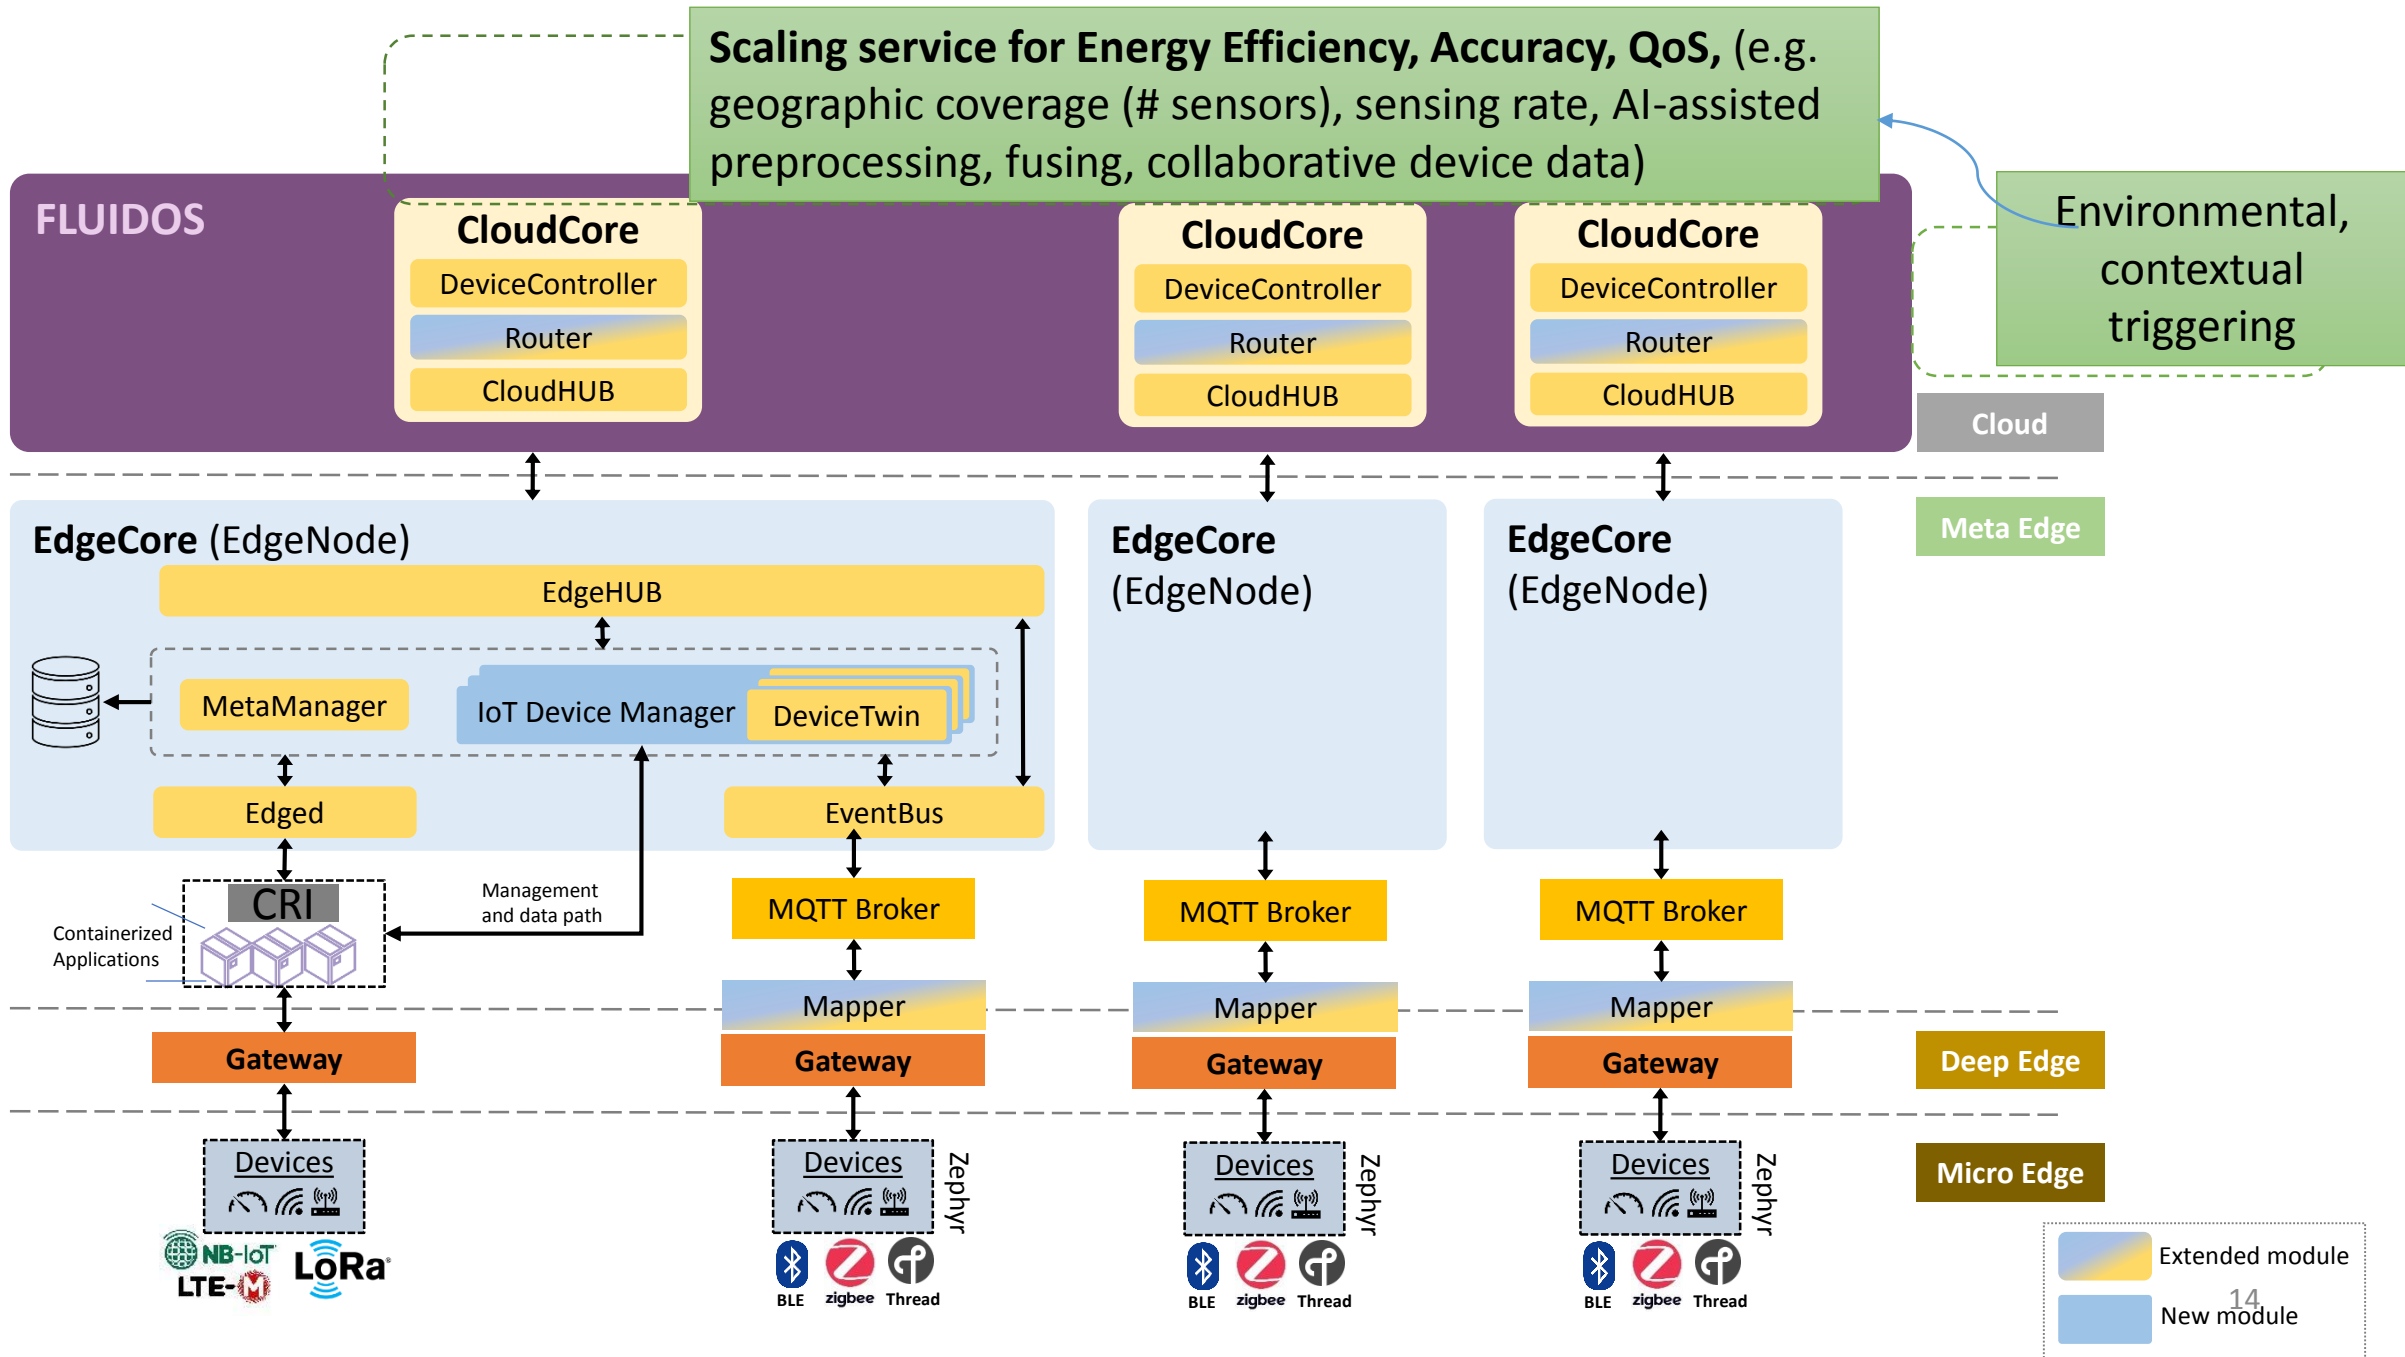 Scaling service for Energy Efficiency, Accuracy, QoS, (e.g.
geographic coverage (# sensors), sensing rate, AI-assisted
preprocessing, fusing, collaborative device data)
Environmental,
contextual
triggering
FLUIDOS
CloudCore
DeviceController
Router
CloudHUB
CloudCore
DeviceController
Router
CloudHUB
CloudCore
DeviceController
Router
CloudHUB
Cloud
Meta Edge
EdgeCore (EdgeNode)
EdgeHUB
MetaManager
IoT Device Manager
DeviceTwin
Edged
EventBus
EdgeCore
(EdgeNode)
EdgeCore
(EdgeNode)
CRI
Containerized
Applications
Management
and data path
MQTT Broker
MQTT Broker
MQTT Broker
Mapper
Mapper
Mapper
Gateway
Gateway
Gateway
Gateway
Deep Edge
Devices
Devices
Zephyr
Devices
Zephyr
Devices
Zephyr
Micro Edge
NB-IoT
LTE-M
LoRa
BLE
zigbee
Thread
BLE
zigbee
Thread
BLE
zigbee
Thread
Extended module
14
New module